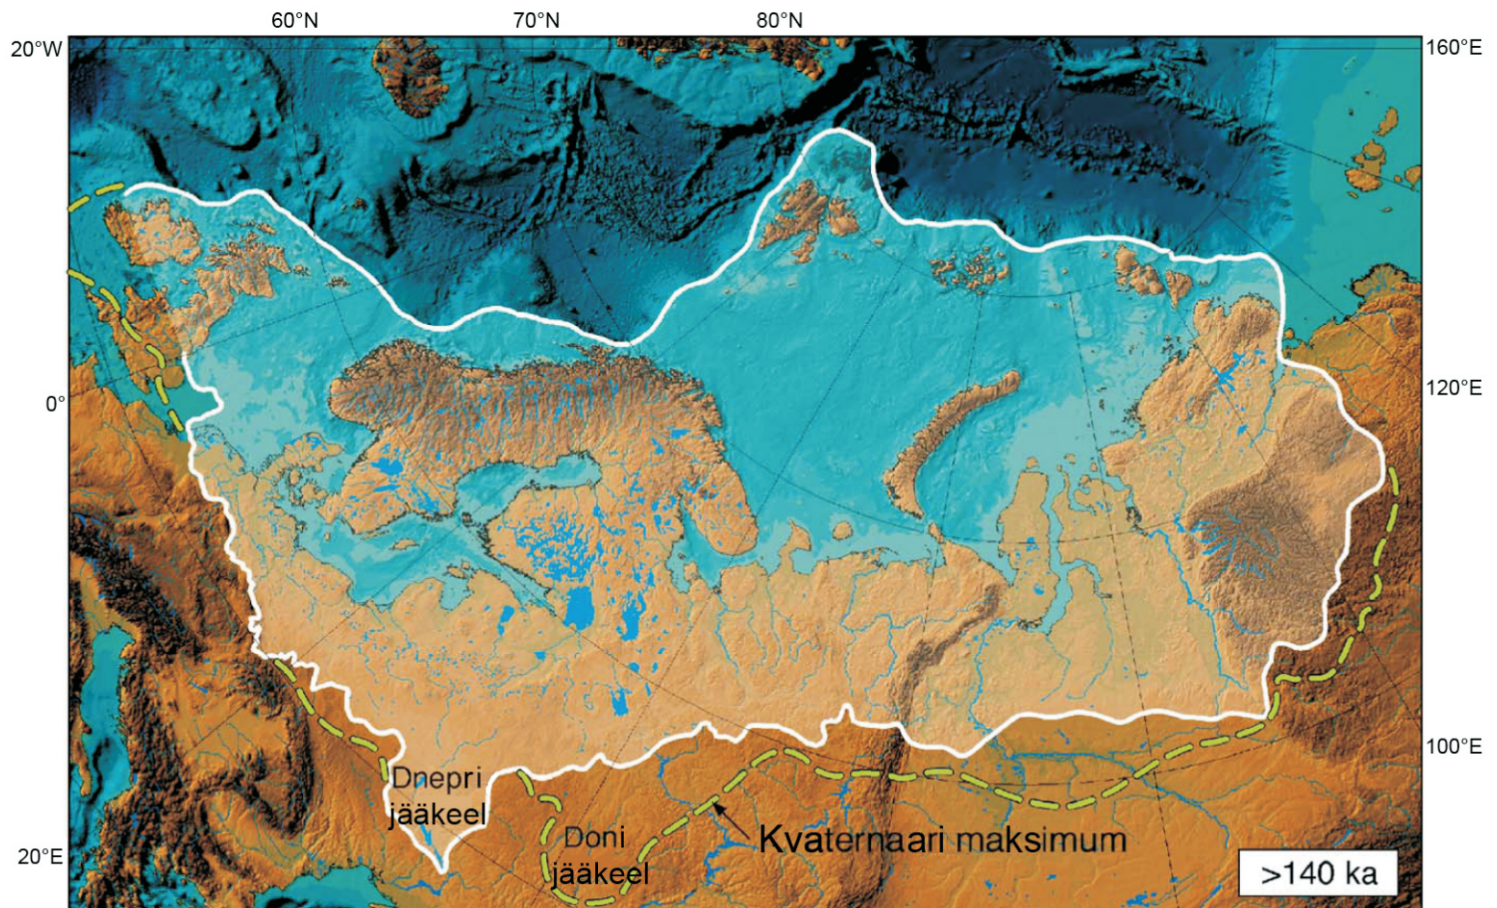 60°N 70°N 80°N
20°W 160°E
0° 120°E
100°E
Dnepri
jääkeel
Doni
jääkeel
Kvaternaari maksimum
20°E
>140 ka